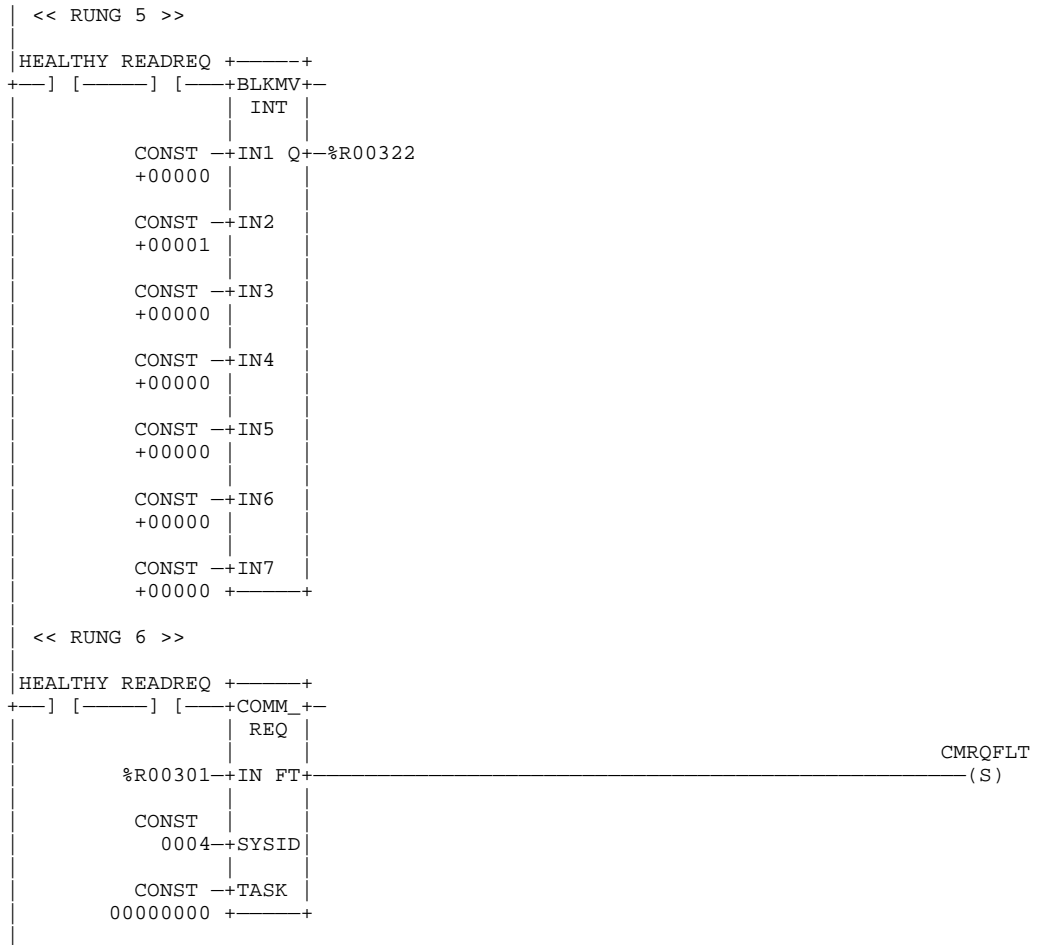 | << RUNG 5 >>
|
|HEALTHY READREQ +—————+
+——] [—————] [———+BLKMV+—
| | INT |
| | |
| CONST —+IN1 Q+—%R00322
| +00000 | |
| | |
| CONST —+IN2 |
| +00001 | |
| | |
| CONST —+IN3 |
| +00000 | |
| | |
| CONST —+IN4 |
| +00000 | |
| | |
| CONST —+IN5 |
| +00000 | |
| | |
| CONST —+IN6 |
| +00000 | |
| | |
| CONST —+IN7 |
| +00000 +—————+
|
| << RUNG 6 >>
|
|HEALTHY READREQ +—————+
+——] [—————] [———+COMM_+—
| | REQ |
| | | CMRQFLT
| %R00301—+IN FT+——————————————————(S)
| | |
| CONST | |
| 0004—+SYSID|
| | |
| CONST —+TASK |
| 00000000 +—————+
|